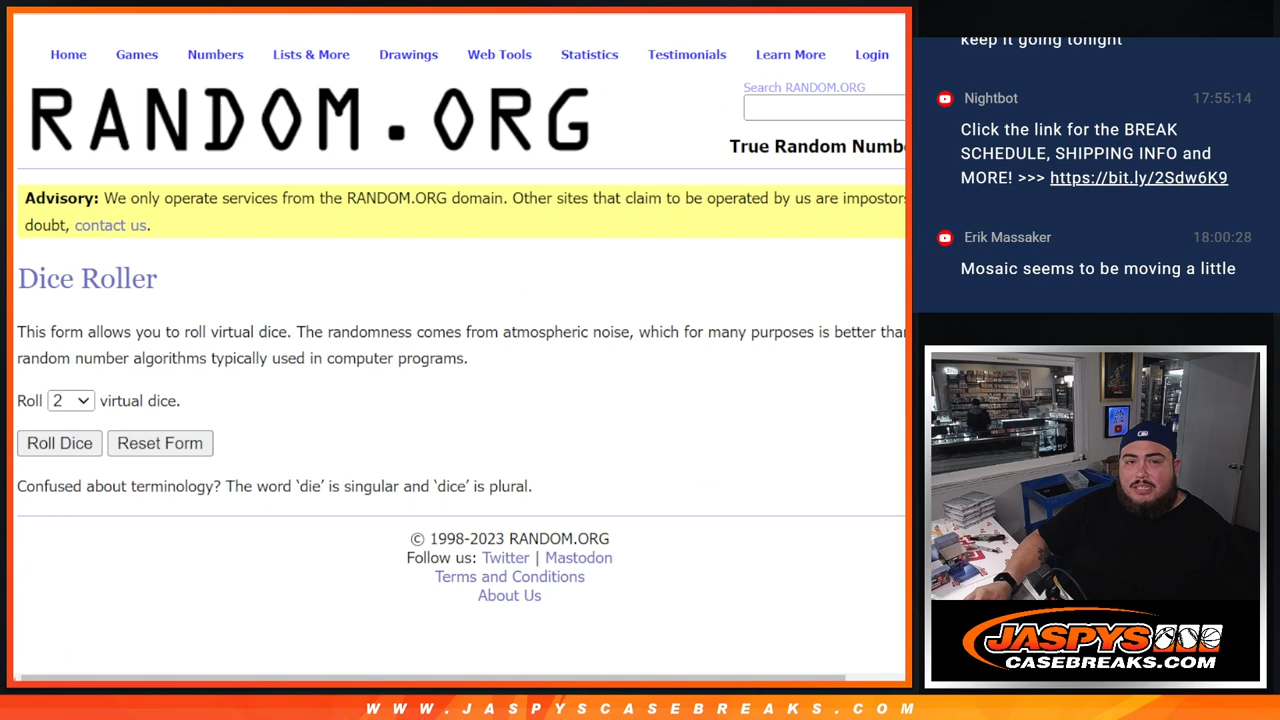 Home Games Numbers Lists & More Drawings Web Tools Statistics Testimonials Learn More Login
RANDOM.ORG
Search RANDOM.ORG
True Random Numb
Advisory: We only operate services from the RANDOM.ORG domain. Other sites that claim to be operated by us are impostors
doubt, contact us.
Dice Roller
This form allows you to roll virtual dice. The randomness comes from atmospheric noise, which for many purposes is better than
random number algorithms typically used in computer programs.
Roll 2 virtual dice.
Roll Dice Reset Form
Confused about terminology? The word ‘die’ is singular and ‘dice’ is plural.
© 1998-2023 RANDOM.ORG
Follow us: Twitter | Mastodon
Terms and Conditions
About Us
keep it going tonight
Nightbot 17:55:14
Click the link for the BREAK
SCHEDULE, SHIPPING INFO and
MORE! >>> https://bit.ly/2Sdw6K9
Erik Massaker 18:00:28
Mosaic seems to be moving a little
JASPYS
CASEBREAKS.COM
WWW.JASPYSCASEBREAKS.COM